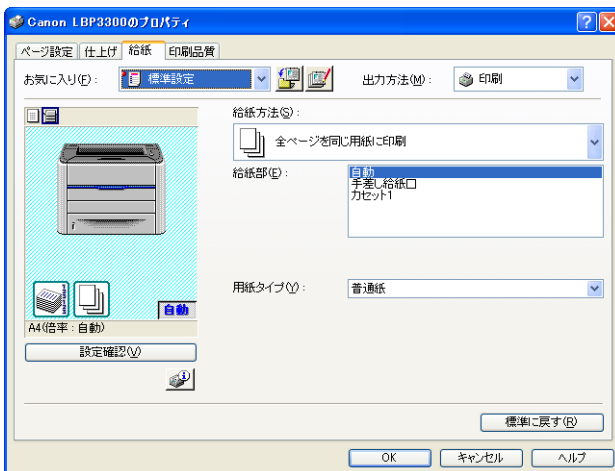 Canon LBP3300のプロパティ
ページ設定 仕上げ 給紙 印刷品質
お気に入り(F): 標準設定 出力方法(M): 印刷
給紙方法(S):
全ページを同じ用紙に印刷
給紙部(E): 自動
手差し給紙口
カセット1
用紙タイプ(Y): 普通紙
自動
A4(倍率:自動)
設定確認(V)
標準に戻す(R)
OK キャンセル ヘルプ